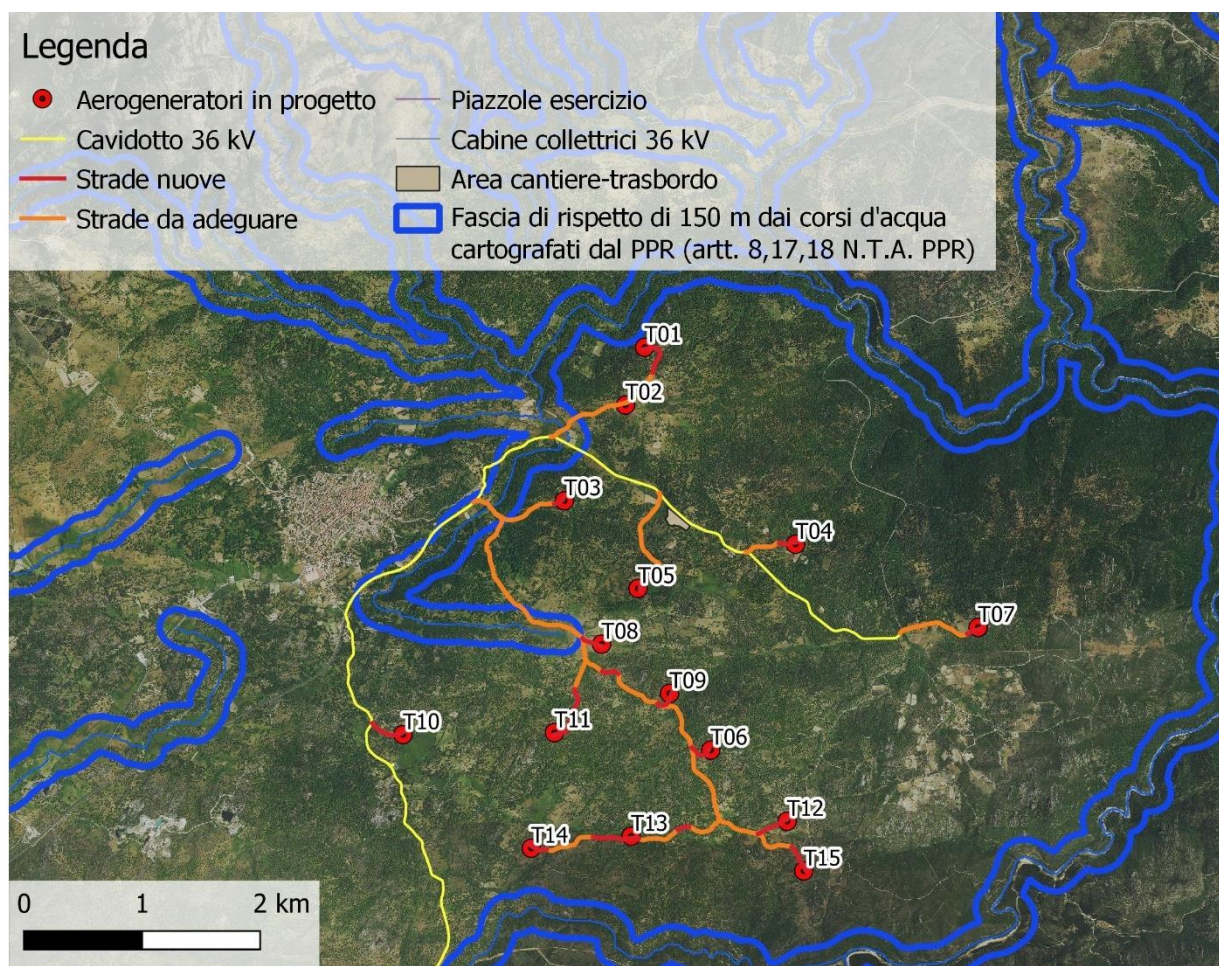 Legenda
Aerogeneratori in progetto
Cavidotto 36 kV
Strade nuove
Strade da adeguare
Piazzole esercizio
Cabine collettrici 36 kV
Area cantiere-trasbordo
Fascia di rispetto di 150 m dai corsi d'acqua
cartografati dal PPR (artt. 8,17,18 N.T.A. PPR)
T01
T02
T03
T04
T05
T07
T08
T09
T10
T11
T06
T12
T13
T14
T15
0 1 2 km